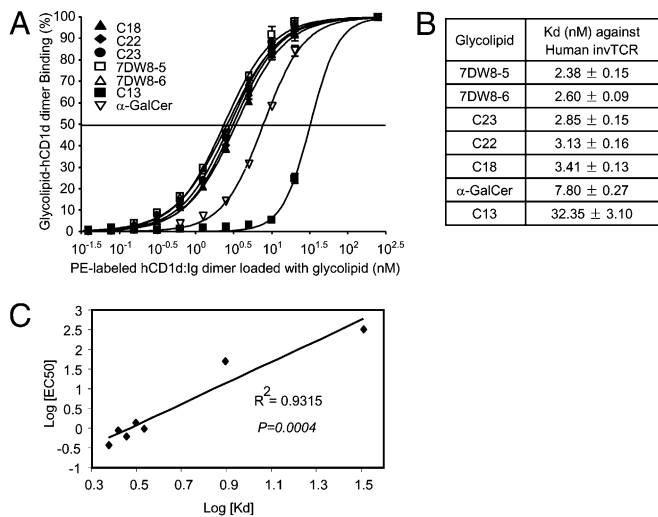 A
C18
C22
C23
7DW8-5
7DW8-6
C13
α-GalCer
Glycolipid-hCD1d dimer Binding (%)
100
90
80
70
60
50
40
30
20
10
0
10^-1.5 10^-1 10^-0.5 10^0 10^0.5 10^1 10^1.5 10^2 10^2.5
PE-labeled hCD1d:Ig dimer loaded with glycolipid (nM)
B
Glycolipid Kd (nM) against Human invTCR
7DW8-5 2.38 ± 0.15
7DW8-6 2.60 ± 0.09
C23 2.85 ± 0.15
C22 3.13 ± 0.16
C18 3.41 ± 0.13
α-GalCer 7.80 ± 0.27
C13 32.35 ± 3.10
C
Log [EC50]
3
2.5
2
1.5
1
0.5
0
-0.5
-1
R²= 0.9315
P=0.0004
0.3 0.5 0.7 0.9 1.1 1.3 1.5
Log [Kd]